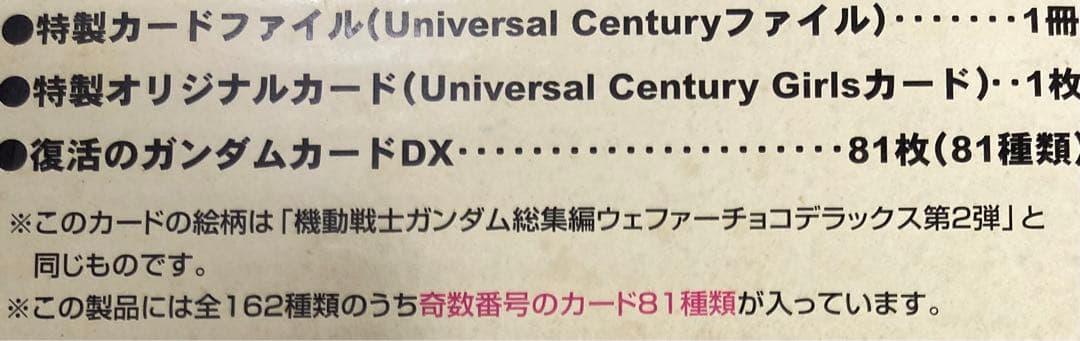 ●特製カードファイル(Universal Centuryファイル)・・・・・・・1冊
●特製オリジナルカード(Universal Century Girlsカード)・・1枚
●復活のガンダムカードDX・・・・・・・・・・・・・・・・・・・・・・81枚(81種類)
※このカードの絵柄は「機動戦士ガンダム総集編ウェファーチョコデラックス第2弾」と
同じものです。
※この製品には全162種類のうち奇数番号のカード81種類が入っています。